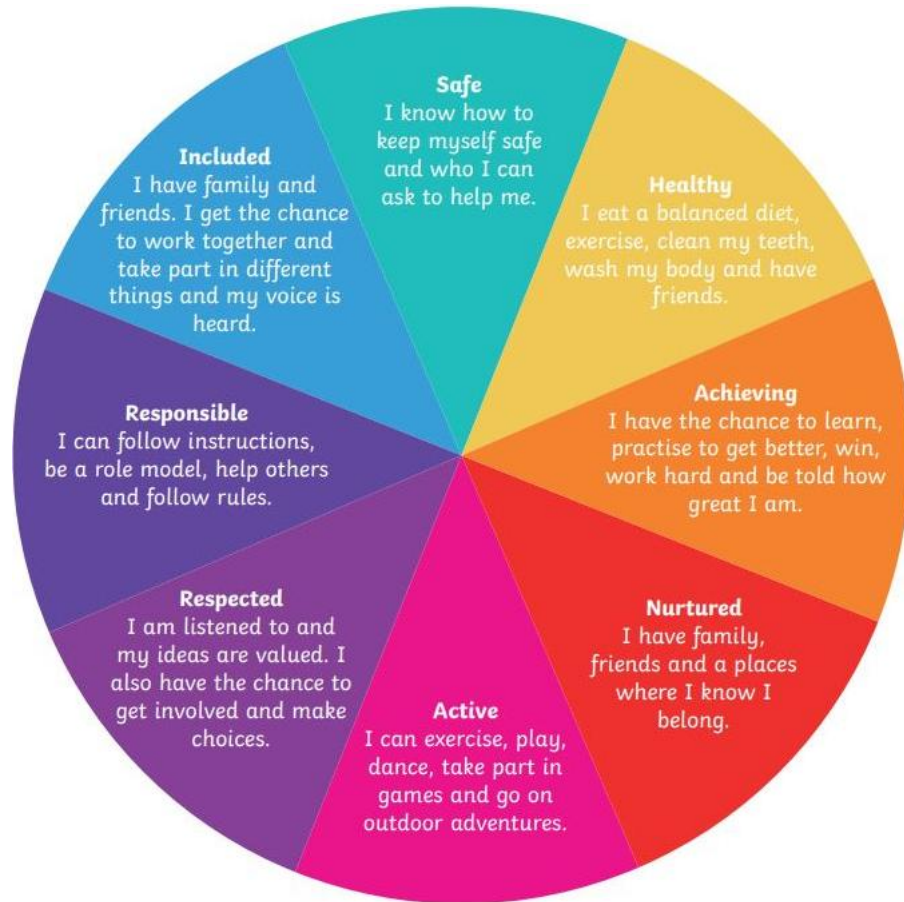 Safe
I know how to
keep myself safe
and who I can
ask to help me.
Healthy
I eat a balanced diet,
exercise, clean my teeth,
wash my body and have
friends.
Achieving
I have the chance to learn,
practise to get better, win,
work hard and be told how
great I am.
Nurtured
I have family,
friends and a places
where I know I
belong.
Active
I can exercise, play,
dance, take part in
games and go on
outdoor adventures.
Respected
I am listened to and
my ideas are valued. I
also have the chance to
get involved and make
choices.
Responsible
I can follow instructions,
be a role model, help others
and follow rules.
Included
I have family and
friends. I get the chance
to work together and
take part in different
things and my voice is
heard.